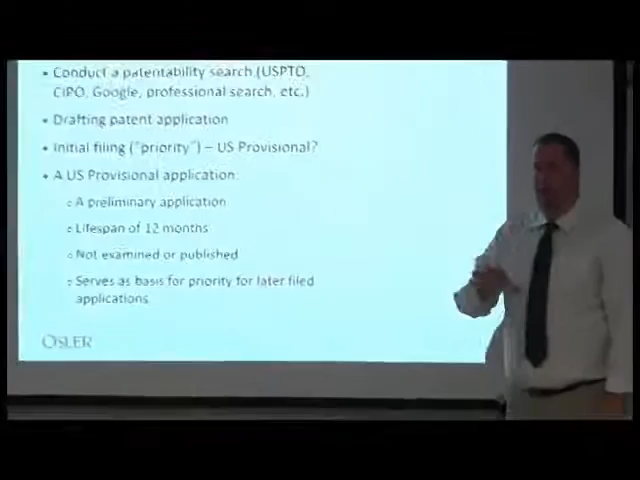 • Conduct a patentability search (USPTO,
CIPO, Google, professional search, etc.)
• Drafting patent application
• Initial filing ("priority") – US Provisional?
• A US Provisional application:
○ A preliminary application
○ Lifespan of 12 months
○ Not examined or published
○ Serves as basis for priority for later filed
applications
OSLER